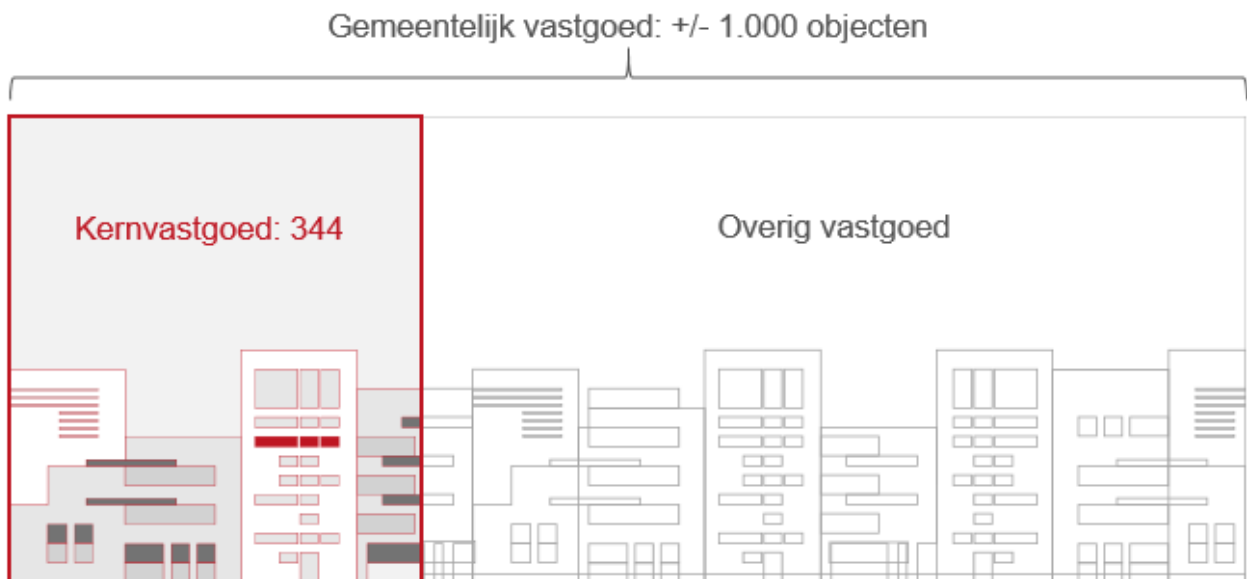 Gemeentelijk vastgoed: +/- 1.000 objecten
Kernvastgoed: 344
Overig vastgoed